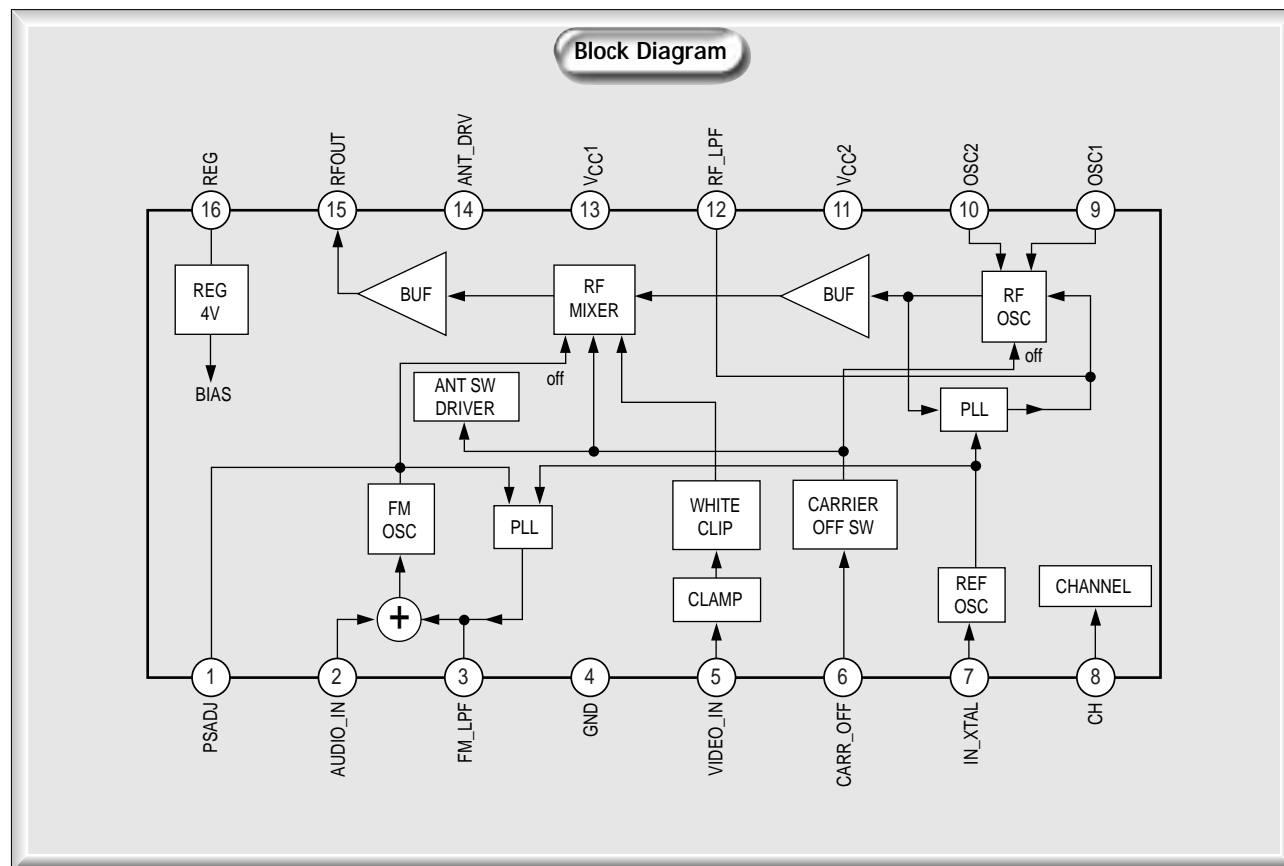 Block Diagram
REG
RFOUT
ANT_DRV
VCC1
RF_LPF
VCC2
OSC2
OSC1
16
15
14
13
12
11
10
9
REG
4V
BUF
RF
MIXER
BUF
RF
OSC
off
off
BIAS
ANT SW
DRIVER
PLL
FM
OSC
PLL
WHITE
CLIP
CARRIER
OFF SW
CLAMP
REF
OSC
CHANNEL
+
1
2
3
4
5
6
7
8
PSADJ
AUDIO_IN
FM_LPF
GND
VIDEO_IN
CARR_OFF
IN_XTAL
CH